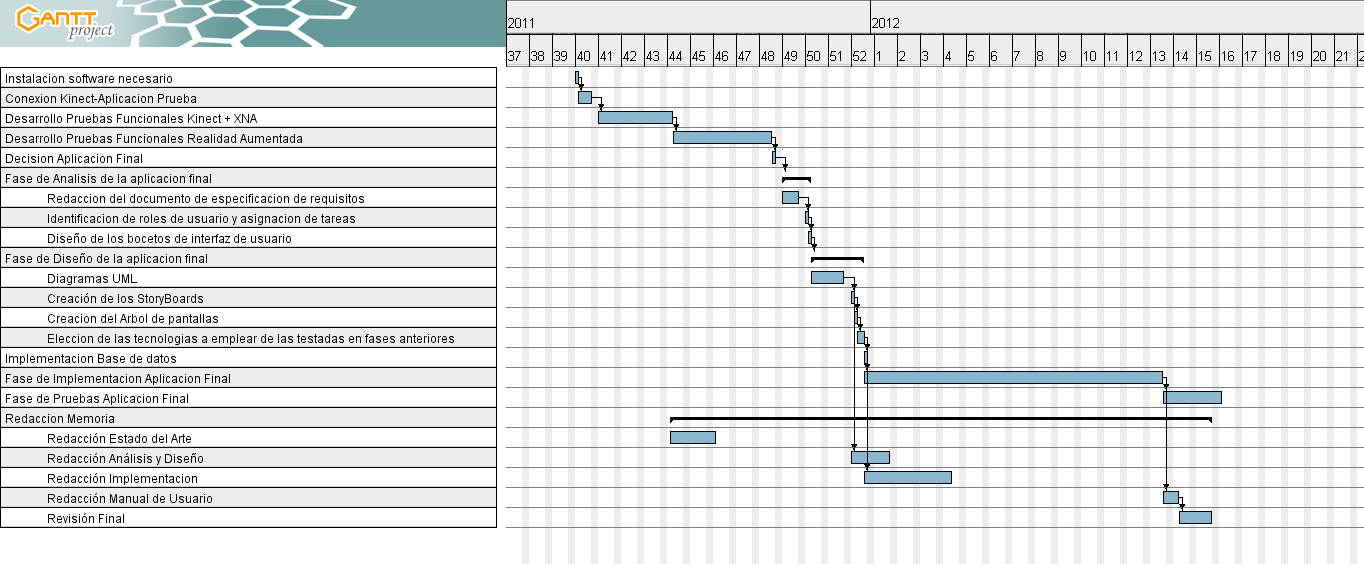 GANTT
project
2011
2012
37 38 39 40 41 42 43 44 45 46 47 48 49 50 51 52 1 2 3 4 5 6 7 8 9 10 11 12 13 14 15 16 17 18 19 20 21 2
Instalacion software necesario
Conexion Kinect-Aplicacion Prueba
Desarrollo Pruebas Funcionales Kinect + XNA
Desarrollo Pruebas Funcionales Realidad Aumentada
Decision Aplicacion Final
Fase de Analisis de la aplicacion final
Redaccion del documento de especificacion de requisitos
Identificacion de roles de usuario y asignacion de tareas
Diseño de los bocetos de interfaz de usuario
Fase de Diseño de la aplicacion final
Diagramas UML
Creación de los StoryBoards
Creacion del Arbol de pantallas
Eleccion de las tecnologias a emplear de las testadas en fases anteriores
Implementacion Base de datos
Fase de Implementacion Aplicacion Final
Fase de Pruebas Aplicacion Final
Redaccion Memoria
Redacción Estado del Arte
Redacción Análisis y Diseño
Redacción Implementacion
Redacción Manual de Usuario
Revisión Final